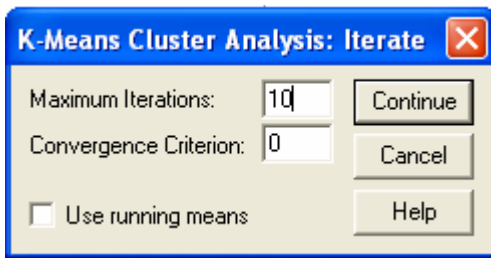 K-Means Cluster Analysis: Iterate
Maximum Iterations: 10 Continue
Convergence Criterion: 0 Cancel
Use running means Help